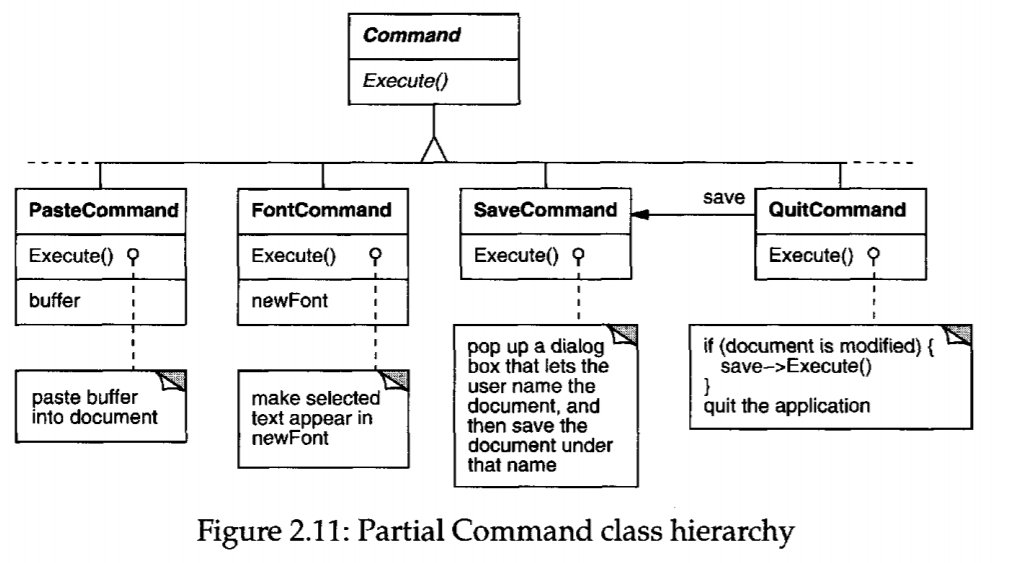 Command
Execute()
PasteCommand
Execute()
buffer
paste buffer
into document
FontCommand
Execute()
newFont
make selected
text appear in
newFont
SaveCommand
Execute()
pop up a dialog
box that lets the
user name the
document, and
then save the
document under
that name
save
QuitCommand
Execute()
if (document is modified) {
save->Execute()
}
quit the application
Figure 2.11: Partial Command class hierarchy